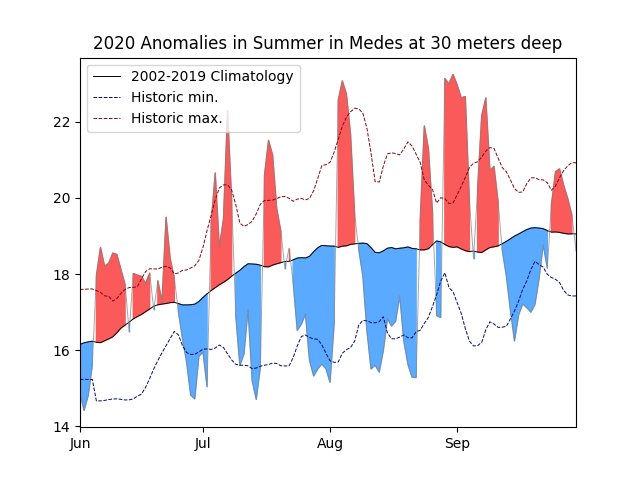 2020 Anomalies in Summer in Medes at 30 meters deep
2002-2019 Climatology
Historic min.
Historic max.
22
20
18
16
14
Jun
Jul
Aug
Sep